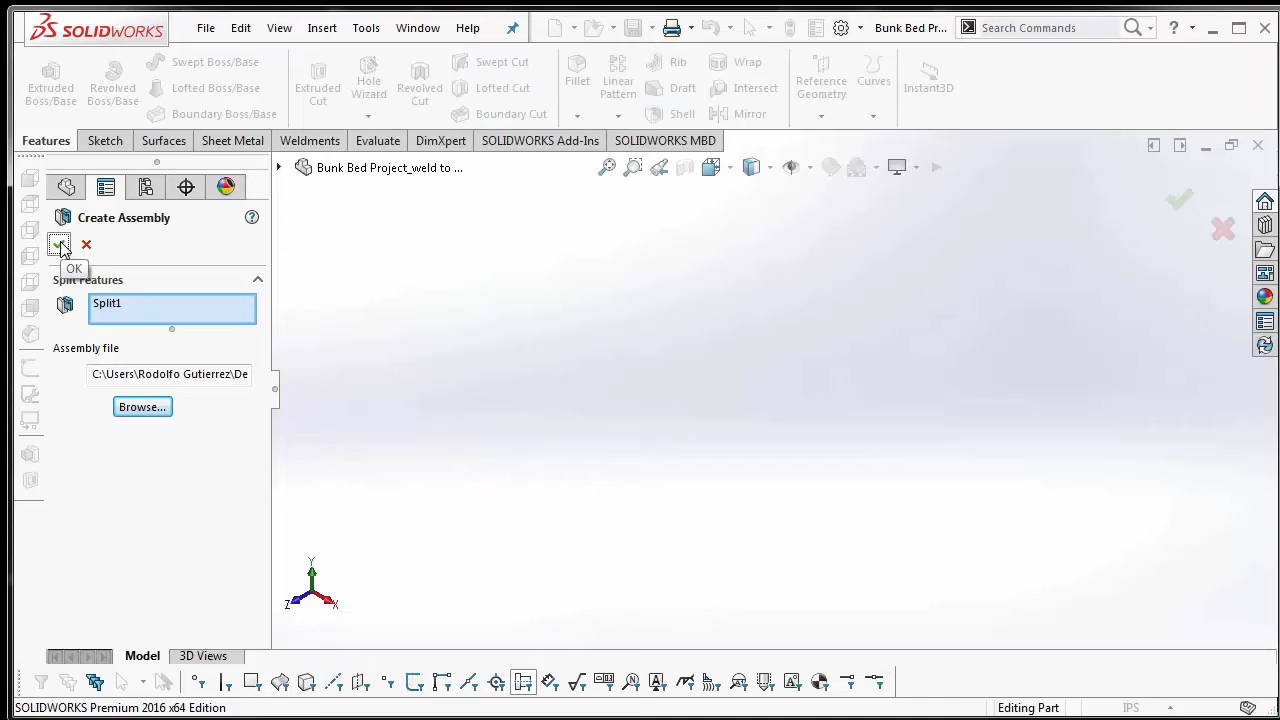 SOLIDWORKS File Edit View Insert Tools Window Help Bunk Bed Pr... Search Commands ?
Extruded Boss/Base
Revolved Boss/Base
Swept Boss/Base
Lofted Boss/Base
Boundary Boss/Base
Extruded Cut
Hole Wizard
Revolved Cut
Swept Cut
Lofted Cut
Boundary Cut
Fillet
Linear Pattern
Rib
Draft
Shell
Wrap
Intersect
Mirror
Reference Geometry
Curves
Instant3D
Features Sketch Surfaces Sheet Metal Weldments Evaluate DimXpert SOLIDWORKS Add-Ins SOLIDWORKS MBD
Bunk Bed Project_weld to ...
Create Assembly ?
OK
Split Features
Split1
Assembly file
C:\Users\Rodolfo Gutierrez\De
Browse...
Y
Z X
Model 3D Views
SOLIDWORKS Premium 2016 x64 Edition Editing Part IPS